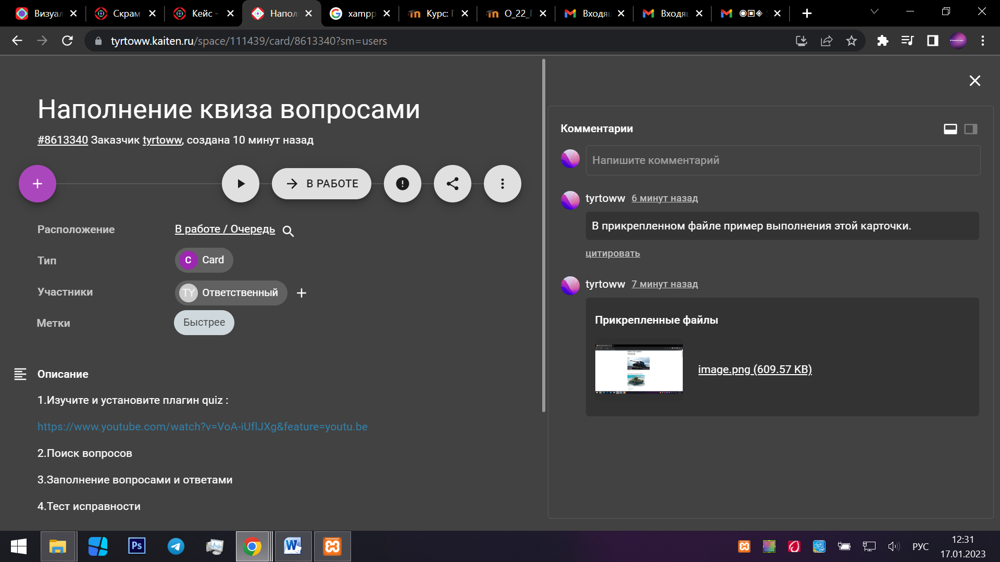 Визуал
Скрам
Кейс -
Напол
xampp
Курс: Г
О_22_Г
Входящ
Входящ
tyrtoww.kaiten.ru/space/111439/card/8613340?sm=users
Наполнение квиза вопросами
#8613340 Заказчик tyrtoww, создана 10 минут назад
В РАБОТЕ
Расположение
В работе / Очередь
Тип
C Card
Участники
TY Ответственный
Метки
Быстрее
Описание
1.Изучите и установите плагин quiz :
https://www.youtube.com/watch?v=VoA-iUflJXg&feature=youtu.be
2.Поиск вопросов
3.Заполнение вопросами и ответами
4.Тест исправности
Комментарии
Напишите комментарий
tyrtoww 6 минут назад
В прикрепленном файле пример выполнения этой карточки.
цитировать
tyrtoww 7 минут назад
Прикрепленные файлы
image.png (609.57 KB)
Ps
РУС
12:31
17.01.2023